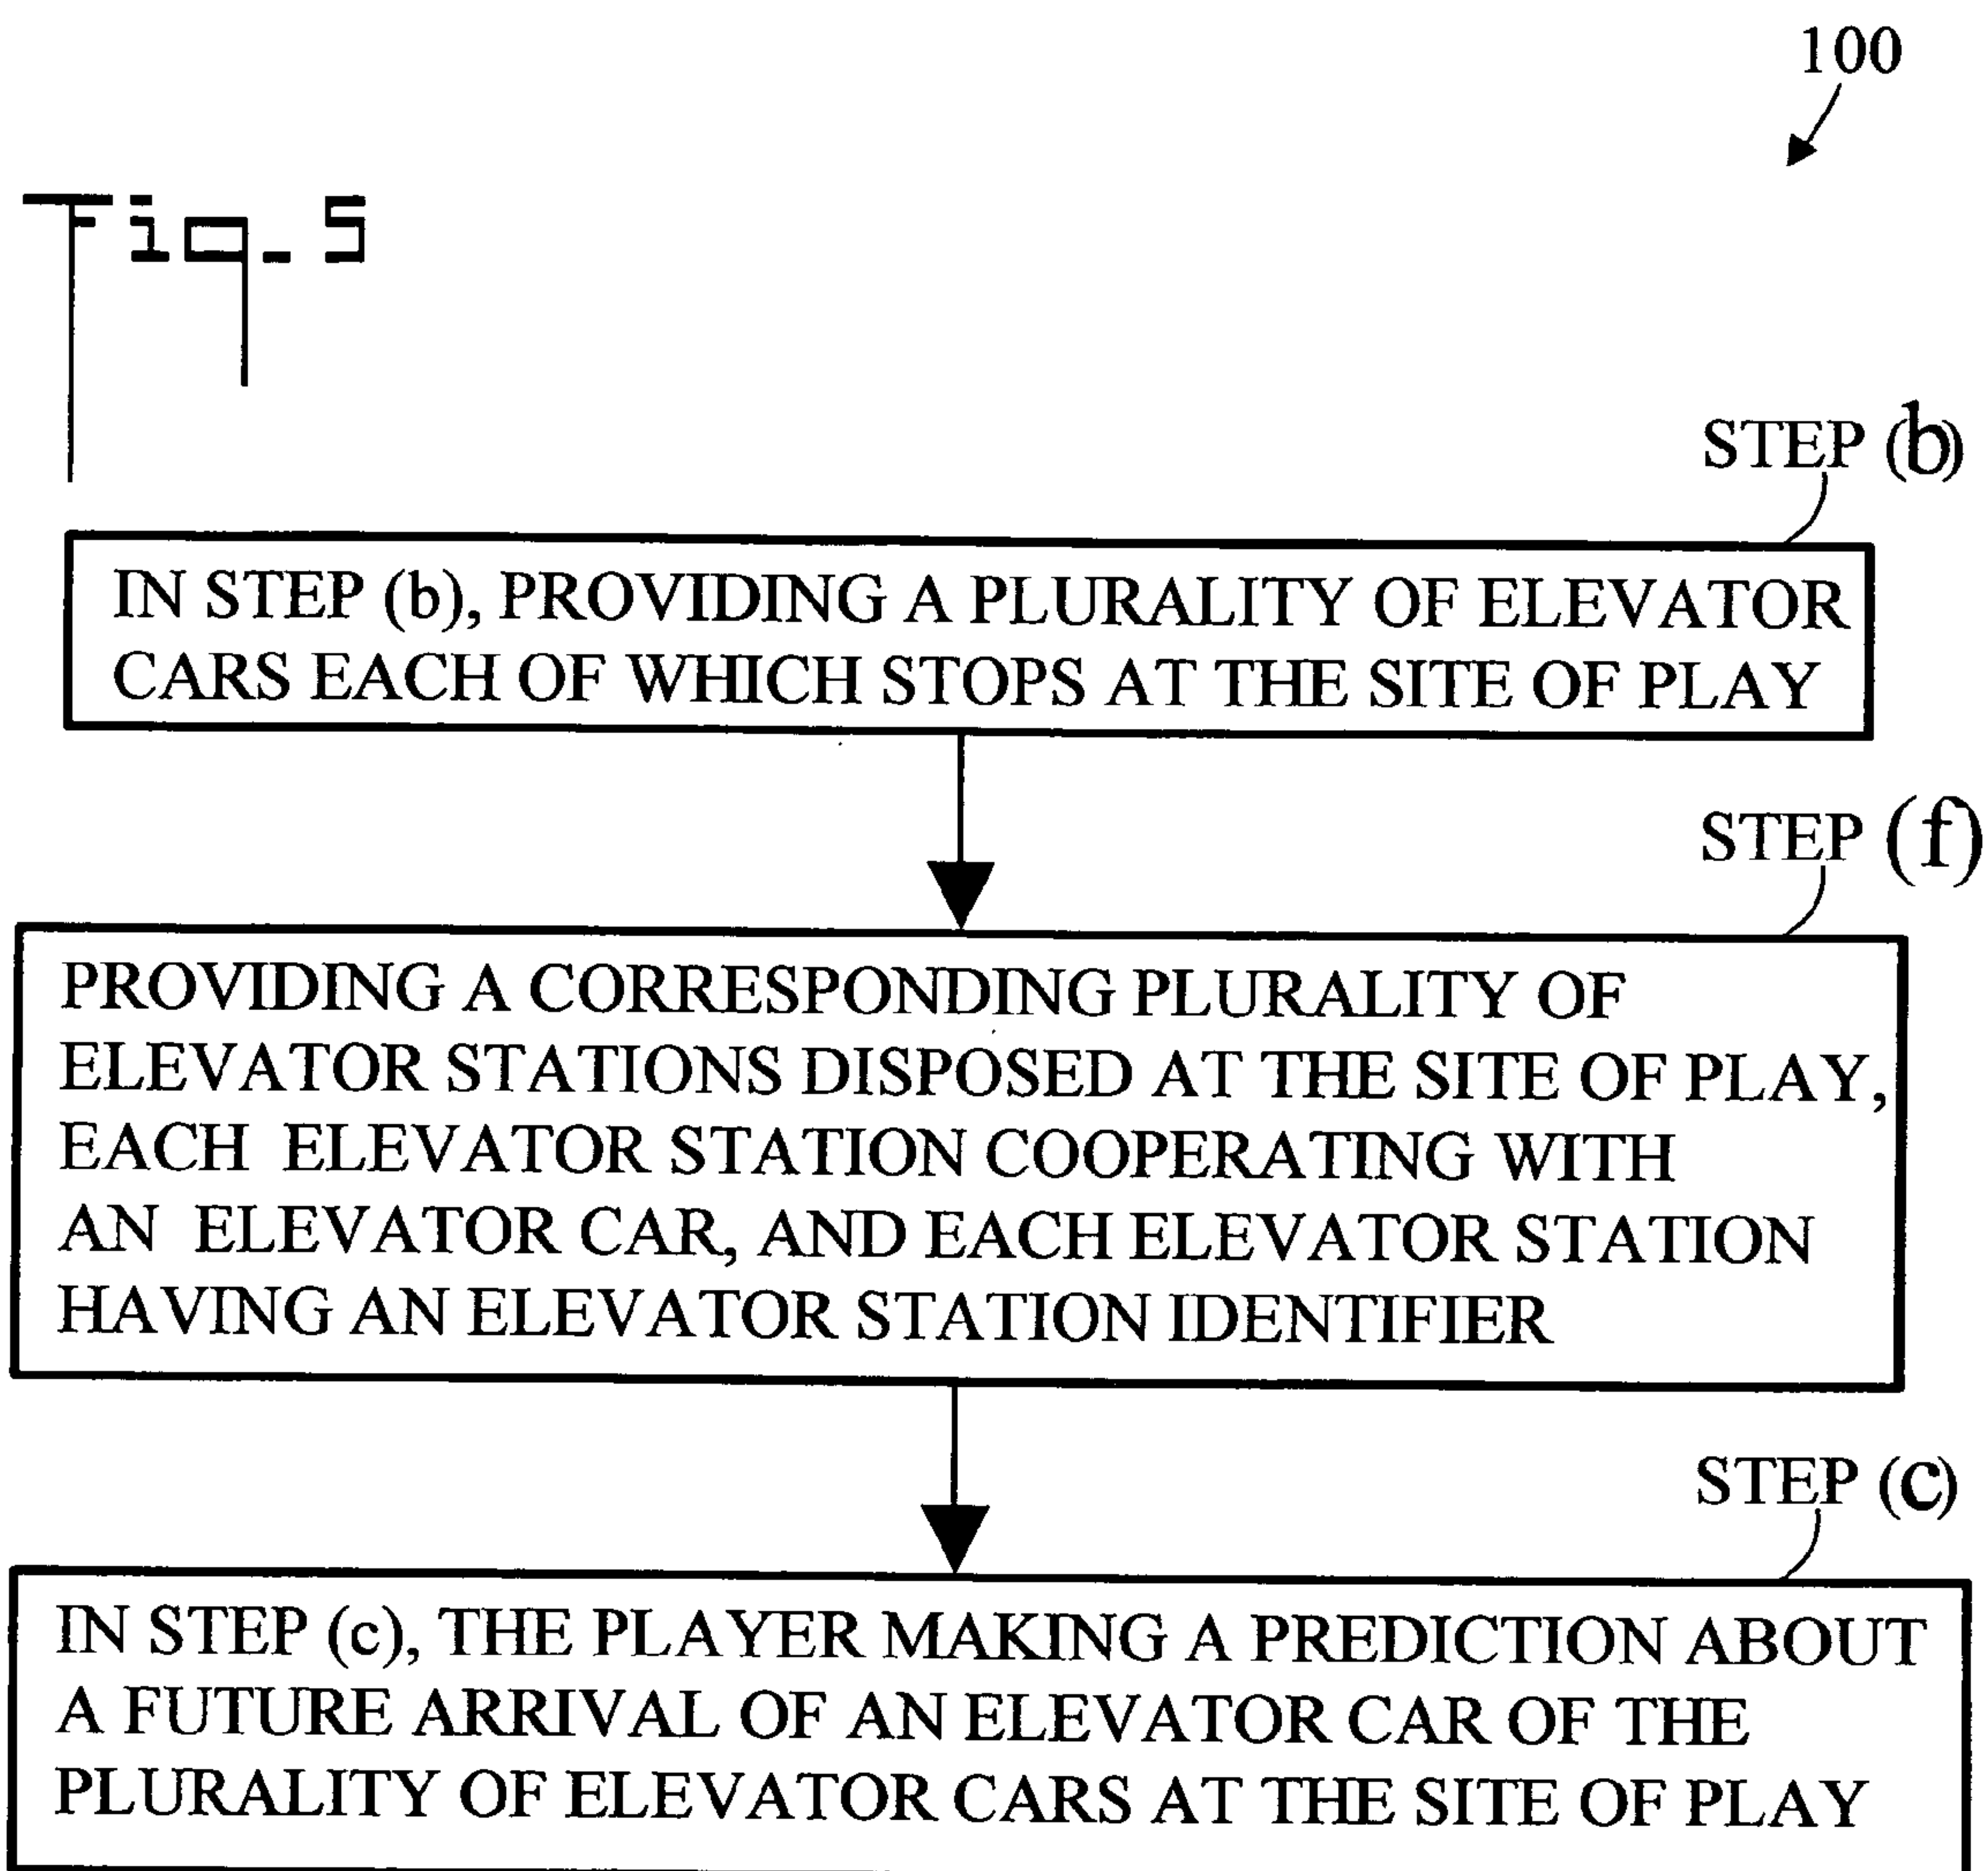 100
Fig. 5
STEP (b)
IN STEP (b), PROVIDING A PLURALITY OF ELEVATOR
CARS EACH OF WHICH STOPS AT THE SITE OF PLAY
STEP (f)
PROVIDING A CORRESPONDING PLURALITY OF
ELEVATOR STATIONS DISPOSED AT THE SITE OF PLAY,
EACH ELEVATOR STATION COOPERATING WITH
AN ELEVATOR CAR, AND EACH ELEVATOR STATION
HAVING AN ELEVATOR STATION IDENTIFIER
STEP (c)
IN STEP (c), THE PLAYER MAKING A PREDICTION ABOUT
A FUTURE ARRIVAL OF AN ELEVATOR CAR OF THE
PLURALITY OF ELEVATOR CARS AT THE SITE OF PLAY